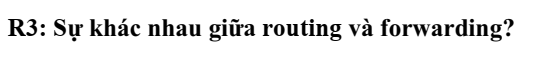 R3: Sự khác nhau giữa routing và forwarding?